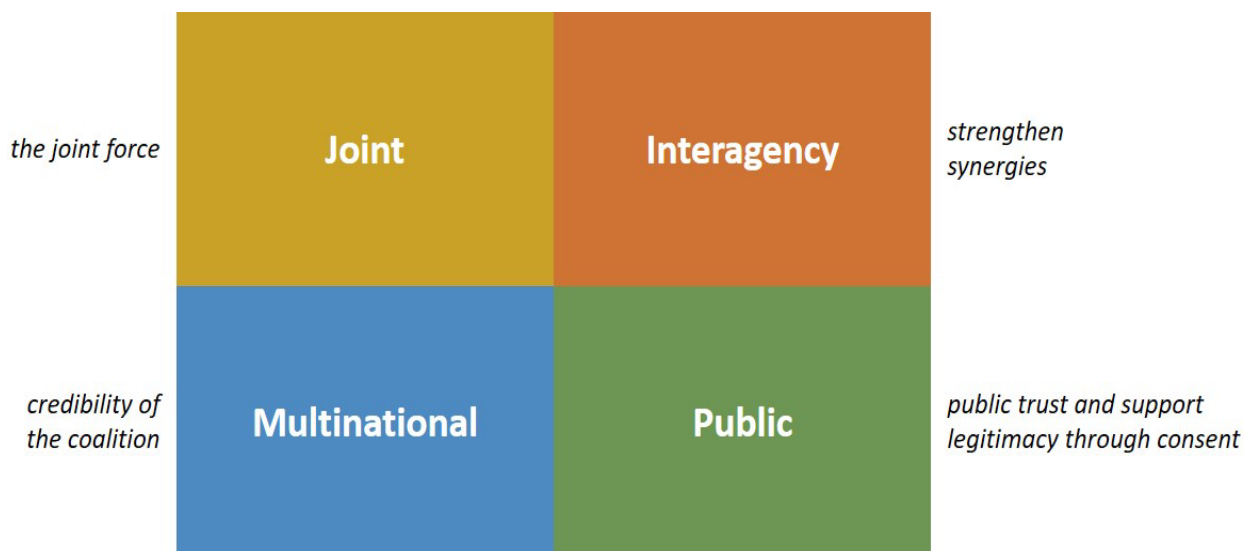 the joint force
Joint
Interagency
strengthen
synergies
credibility of
the coalition
Multinational
Public
public trust and support
legitimacy through consent